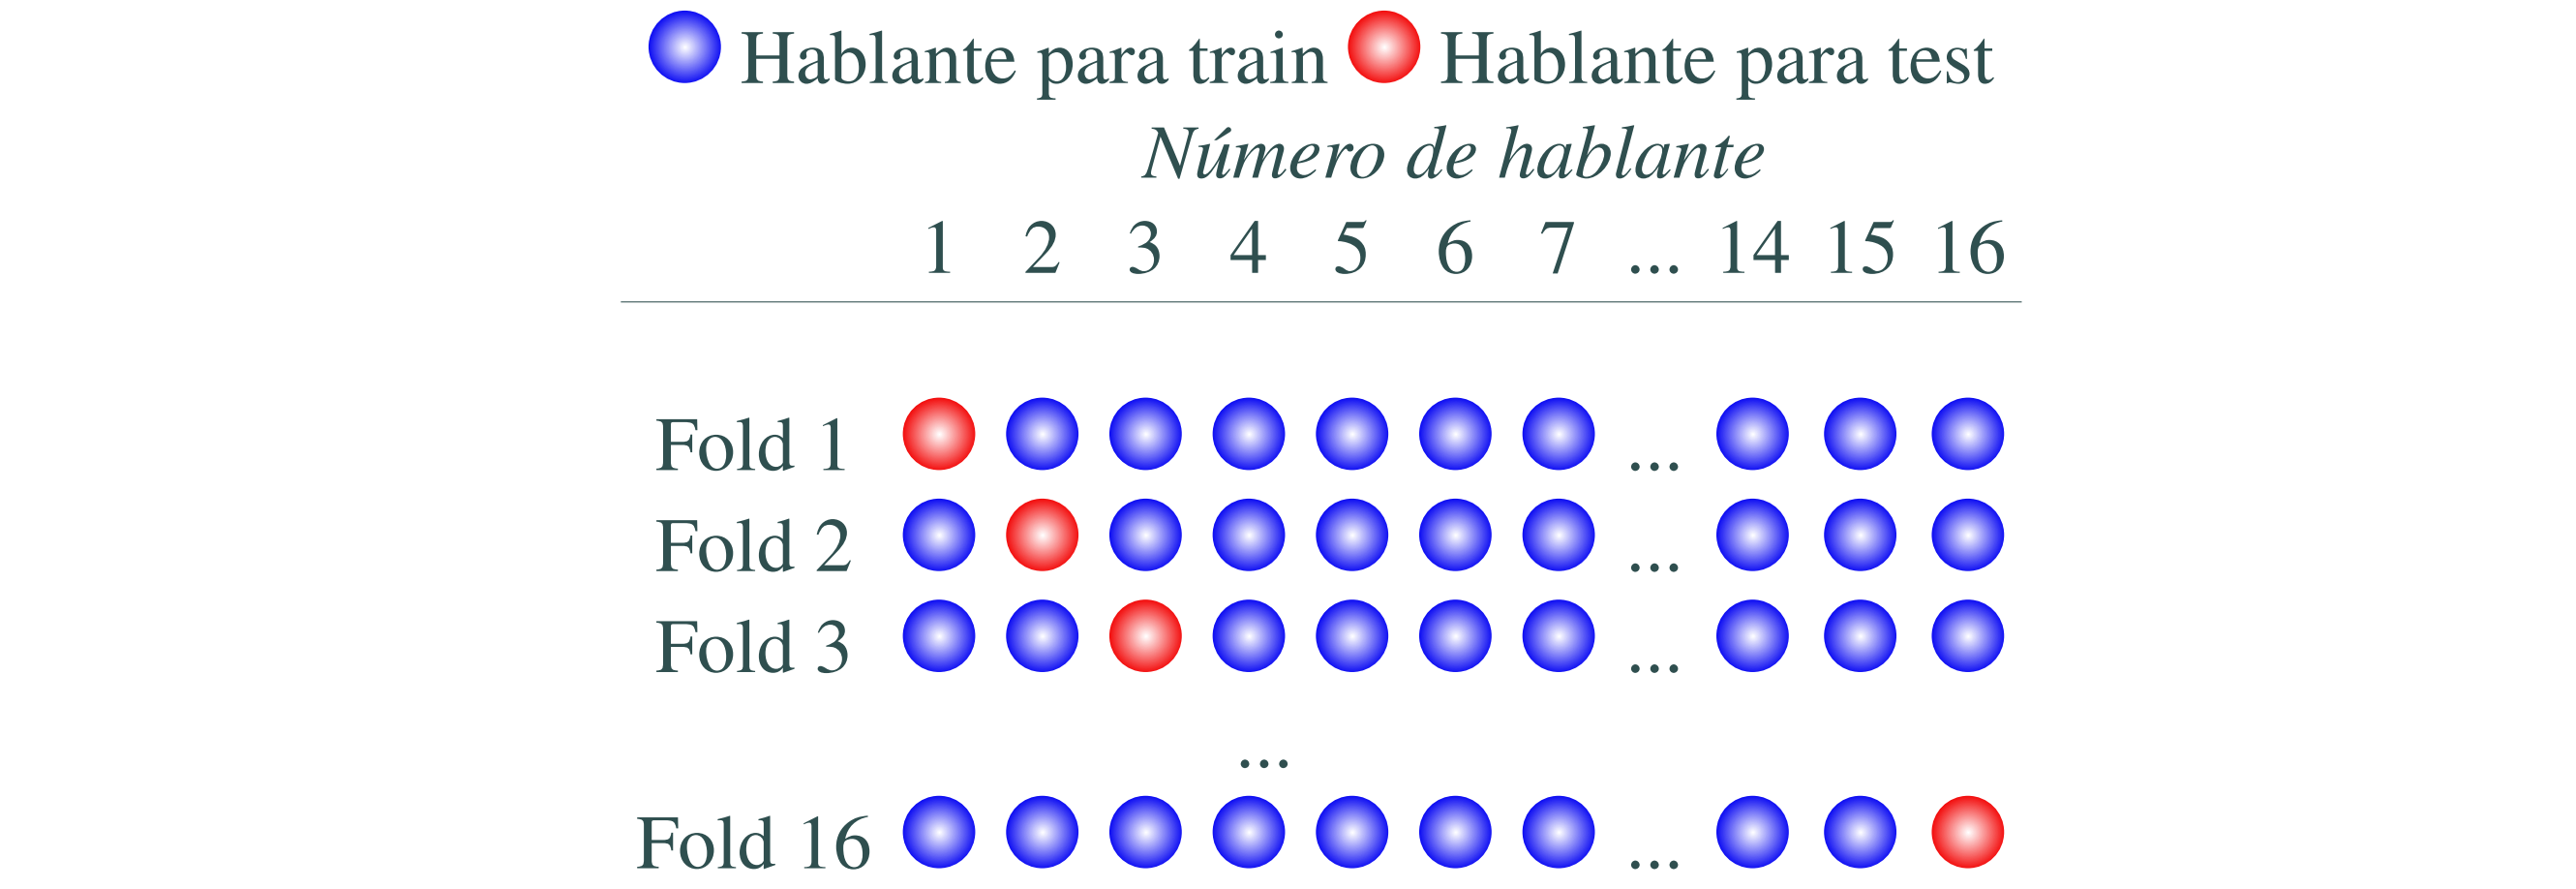 Hablante para train Hablante para test
Número de hablante
1 2 3 4 5 6 7 ... 14 15 16
Fold 1 ...
Fold 2 ...
Fold 3 ...
...
Fold 16 ...